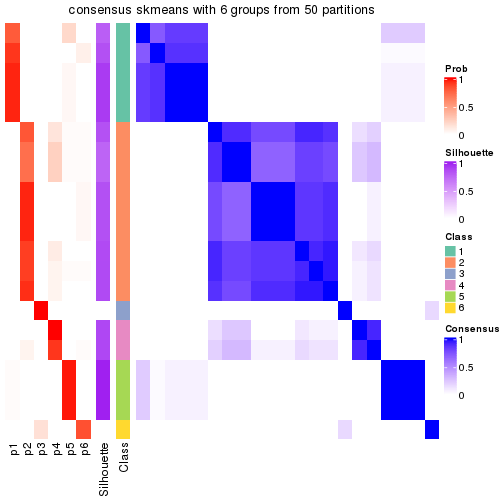 consensus skmeans with 6 groups from 50 partitions
Prob
1
0.5
0
Silhouette
1
0.5
0
Class
1
2
3
4
5
6
Consensus
1
0.5
0
p1
p2
p3
p4
p5
p6
Silhouette
Class